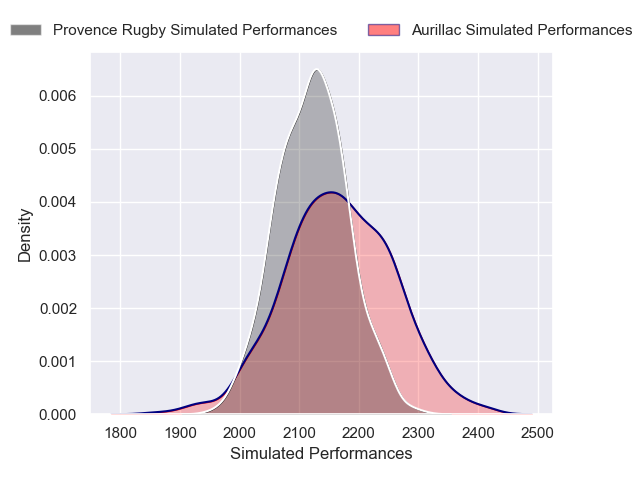 Provence Rugby Simulated Performances
Aurillac Simulated Performances
0.006
0.005
0.004
0.003
0.002
0.001
0.000
Density
1800 1900 2000 2100 2200 2300 2400 2500
Simulated Performances